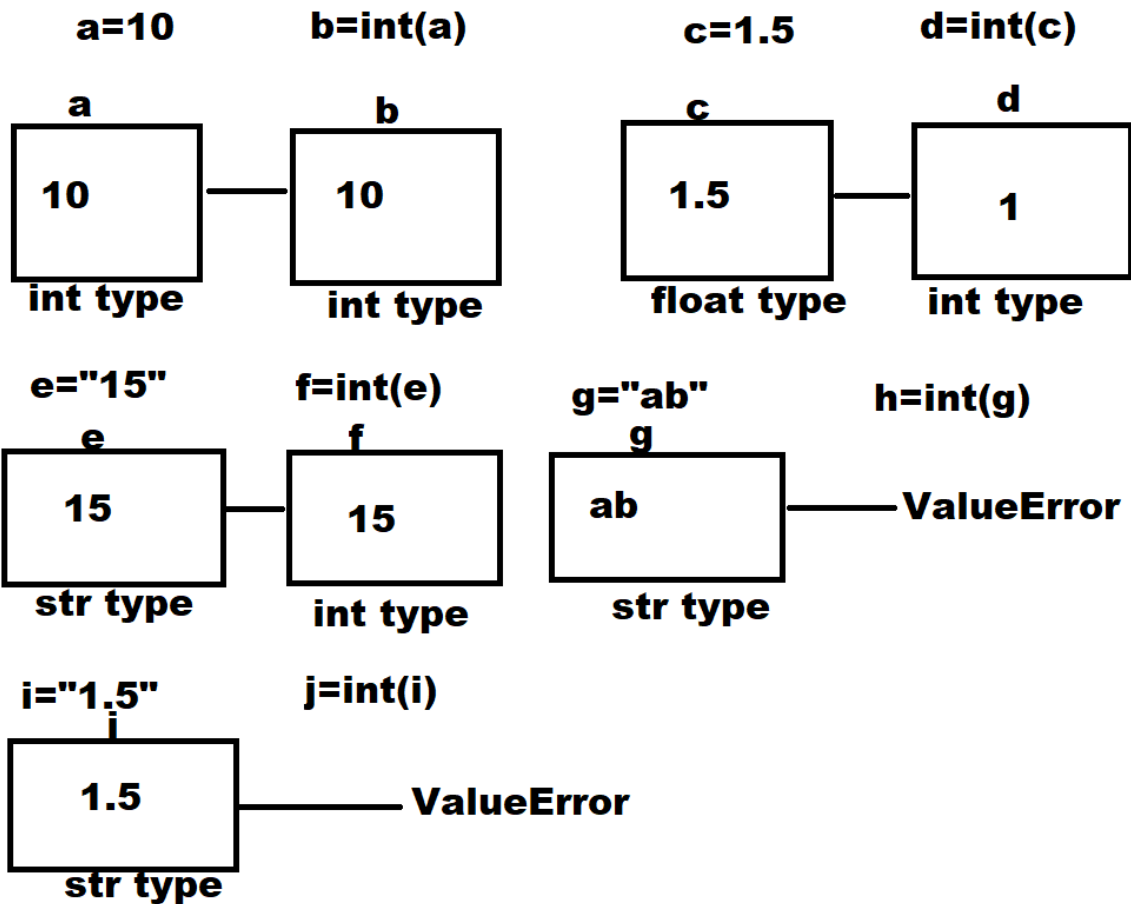 a=10 b=int(a) c=1.5 d=int(c)
a b c d
10 10 1.5 1
int type int type float type int type
e="15" f=int(e) g="ab" h=int(g)
e f g
15 15 ab ValueError
str type int type str type
i="1.5" j=int(i)
i
1.5 ValueError
str type